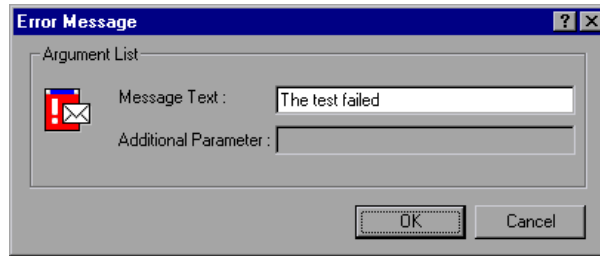 Error Message
Argument List
Message Text : The test failed
Additional Parameter :
OK Cancel